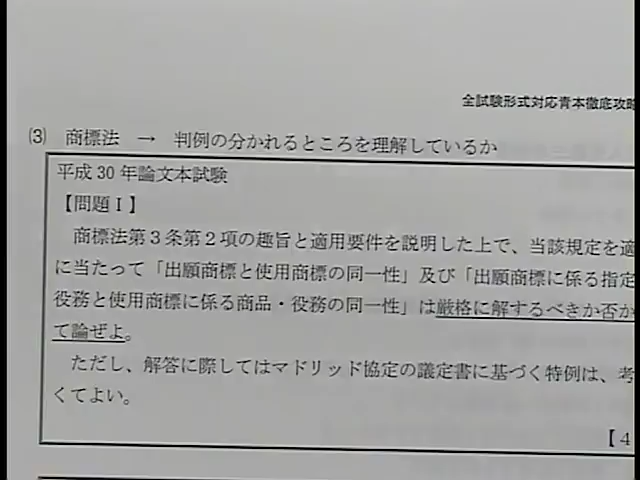 全試験形式対応青本徹底攻略
(3) 商標法 → 判例の分かれるところを理解しているか
平成 30 年論文本試験
【問題Ⅰ】
商標法第3条第2項の趣旨と適用要件を説明した上で、当該規定を適
に当たって「出願商標と使用商標の同一性」及び「出願商標に係る指定
役務と使用商標に係る商品・役務の同一性」は厳格に解するべきか否か
て論ぜよ。
ただし、解答に際してはマドリッド協定の議定書に基づく特例は、考
くてよい。
【4